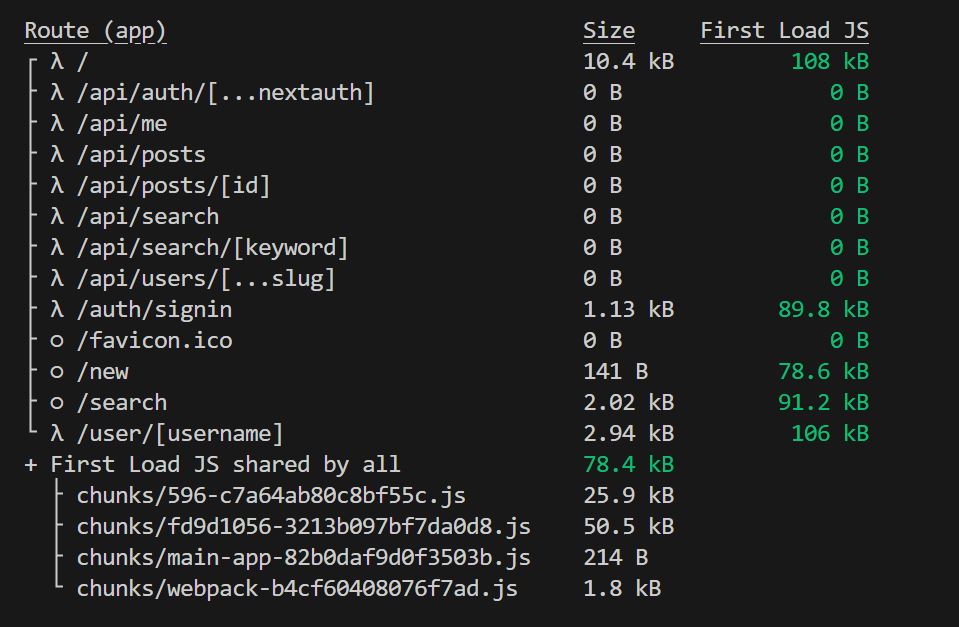 Route (app) Size First Load JS
┌ λ / 10.4 kB 108 kB
├ λ /api/auth/[...nextauth] 0 B 0 B
├ λ /api/me 0 B 0 B
├ λ /api/posts 0 B 0 B
├ λ /api/posts/[id] 0 B 0 B
├ λ /api/search 0 B 0 B
├ λ /api/search/[keyword] 0 B 0 B
├ λ /api/users/[...slug] 0 B 0 B
├ λ /auth/signin 1.13 kB 89.8 kB
├ ○ /favicon.ico 0 B 0 B
├ ○ /new 141 B 78.6 kB
├ ○ /search 2.02 kB 91.2 kB
└ λ /user/[username] 2.94 kB 106 kB
+ First Load JS shared by all 78.4 kB
├ chunks/596-c7a64ab80c8bf55c.js 25.9 kB
├ chunks/fd9d1056-3213b097bf7da0d8.js 50.5 kB
├ chunks/main-app-82b0daf9d0f3503b.js 214 B
└ chunks/webpack-b4cf60408076f7ad.js 1.8 kB